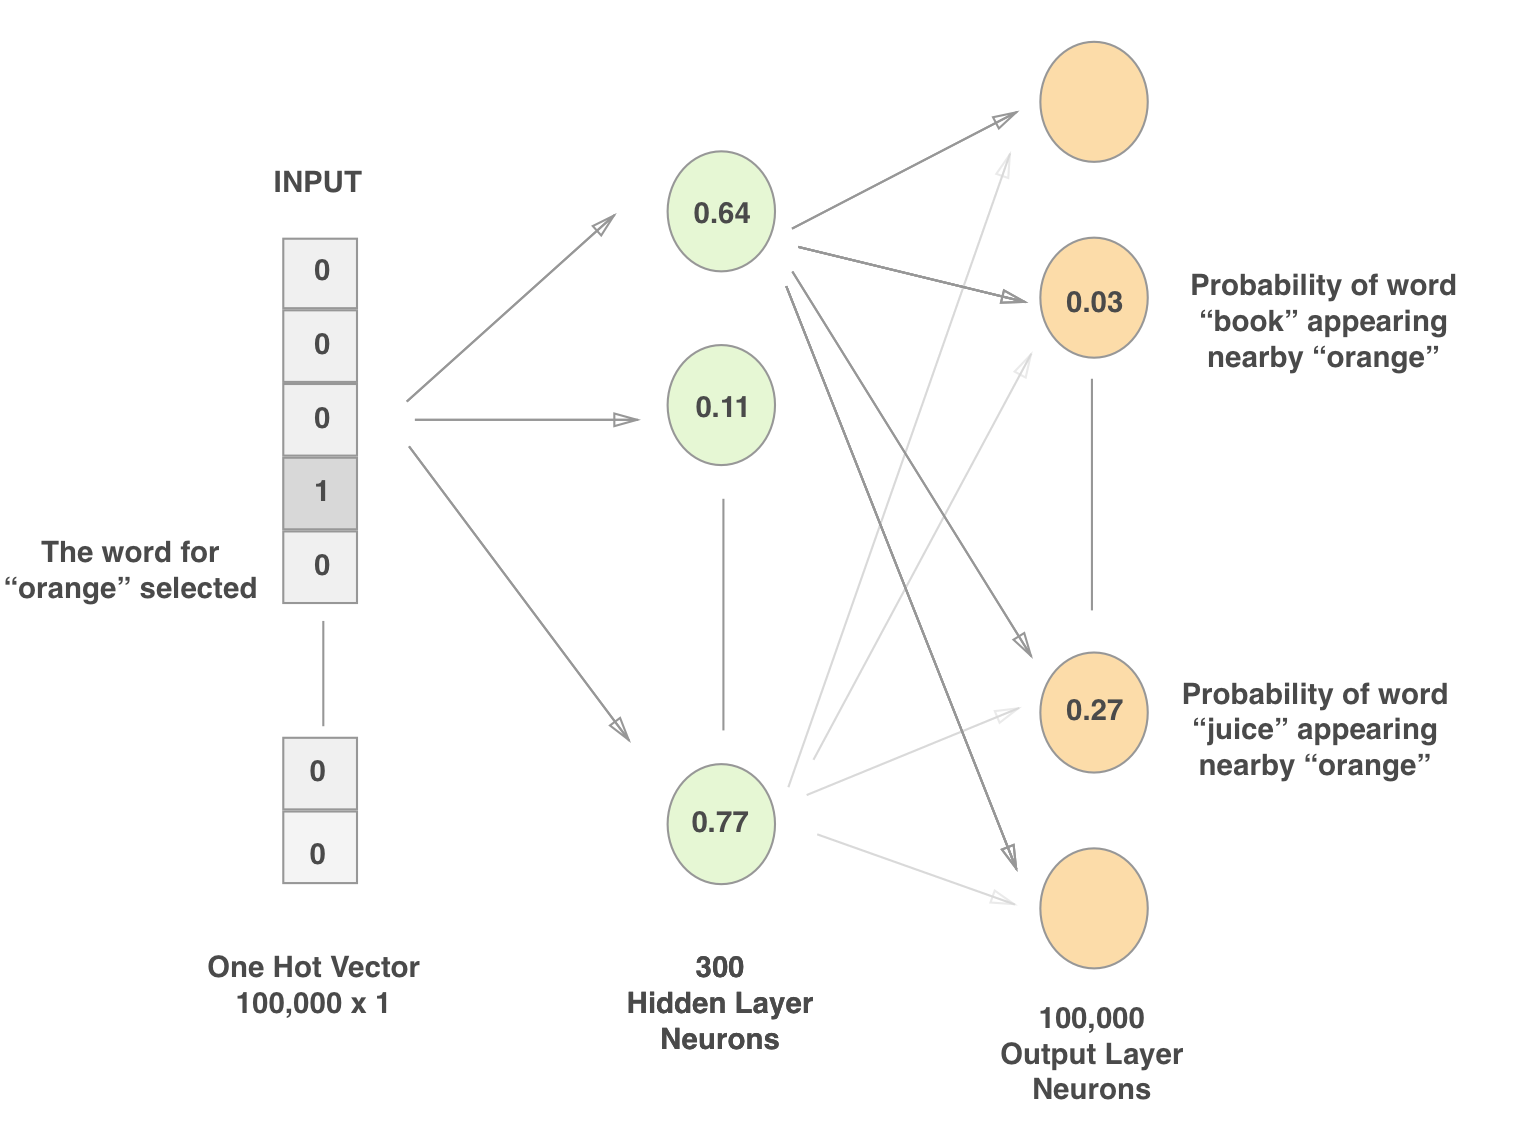 INPUT
0
0
0
1
0
The word for
“orange” selected
0
0
One Hot Vector
100,000 x 1
0.64
0.11
0.77
300
Hidden Layer
Neurons
0.03
Probability of word
“book” appearing
nearby “orange”
0.27
Probability of word
“juice” appearing
nearby “orange”
100,000
Output Layer
Neurons